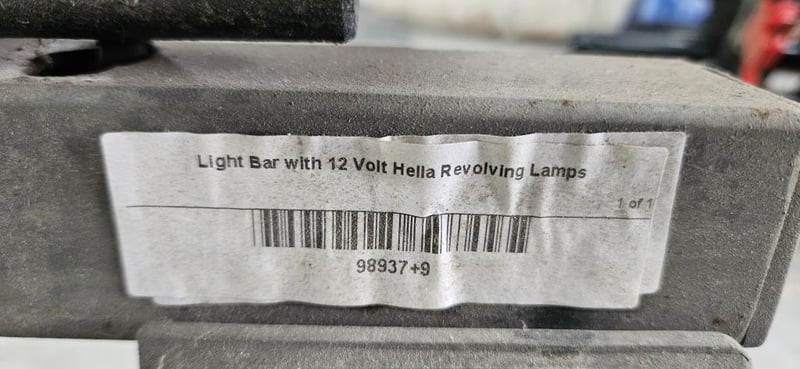 Light Bar with 12 Volt Hella Revolving Lamps
1 of 1
98937+9